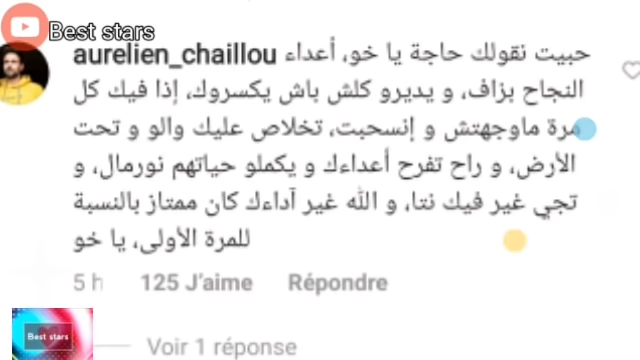 Best stars
aurelien_chaillou حبيت نقولك حاجة يا خو، أعداء
النجاح بزاف، و يديرو كلش باش يكسروك، إذا فيك كل
مرة ماوجهتش و إنسحبت، تخلاص عليك والو و تحت
الأرض، و راح تفرح أعداءك و يكملو حياتهم نورمال، و
تجي غير فيك نتا، و الله غير آداءك كان ممتاز بالنسبة
للمرة الأولى، يا خو
5 h 125 J’aime Répondre
Best stars
Voir 1 réponse